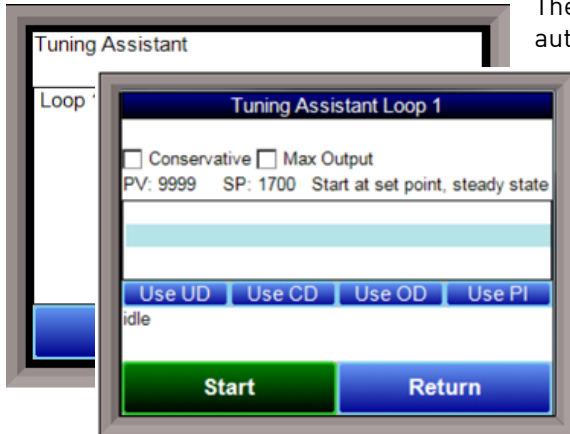 The
aut
Tuning Assistant
Loop 1
Tuning Assistant Loop 1
Conservative Max Output
PV: 9999 SP: 1700 Start at set point, steady state
Use UD Use CD Use OD Use PI
idle
Start Return